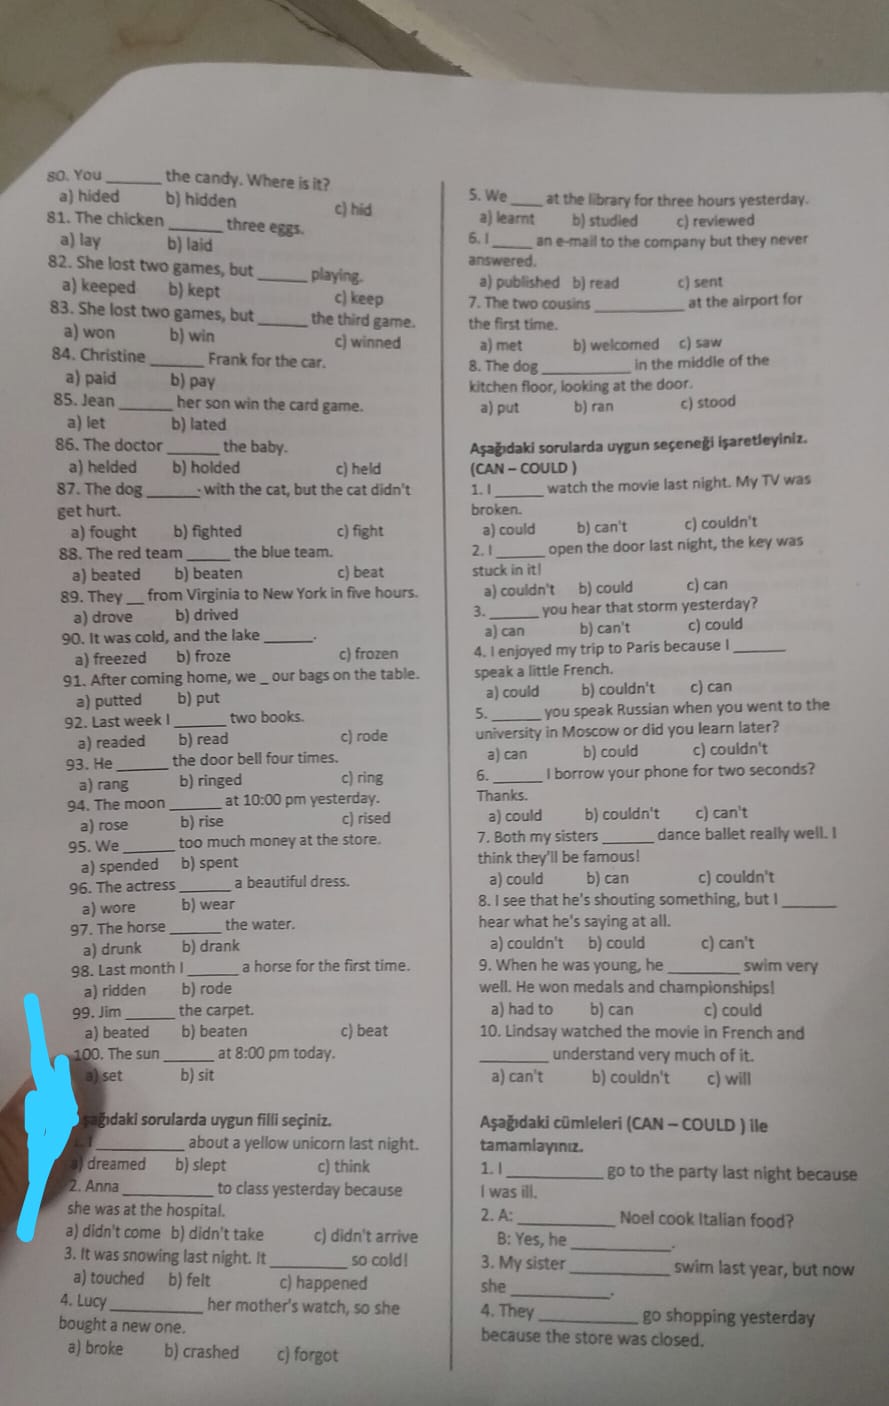 80. You ______ the candy. Where is it?
a) hided b) hidden c) hid
81. The chicken ______ three eggs.
a) lay b) laid
82. She lost two games, but ______ playing.
a) keeped b) kept c) keep
83. She lost two games, but ______ the third game.
a) won b) win c) winned
84. Christine ______ Frank for the car.
a) paid b) pay
85. Jean ______ her son win the card game.
a) let b) lated
86. The doctor ______ the baby.
a) helded b) holded c) held
87. The dog ______ with the cat, but the cat didn't
get hurt.
a) fought b) fighted c) fight
88. The red team _____ the blue team.
a) beated b) beaten c) beat
89. They __ from Virginia to New York in five hours.
a) drove b) drived
90. It was cold, and the lake ______.
a) freezed b) froze c) frozen
91. After coming home, we _ our bags on the table.
a) putted b) put
92. Last week I ______ two books.
a) readed b) read c) rode
93. He ______ the door bell four times.
a) rang b) ringed c) ring
94. The moon ______ at 10:00 pm yesterday.
a) rose b) rise c) rised
95. We ______ too much money at the store.
a) spended b) spent
96. The actress ______ a beautiful dress.
a) wore b) wear
97. The horse ______ the water.
a) drunk b) drank
98. Last month I ______ a horse for the first time.
a) ridden b) rode
99. Jim ______ the carpet.
a) beated b) beaten c) beat
100. The sun ______ at 8:00 pm today.
a) set b) sit
şağıdaki sorularda uygun filli seçiniz.
1. I __________ about a yellow unicorn last night.
a) dreamed b) slept c) think
2. Anna __________ to class yesterday because
she was at the hospital.
a) didn't come b) didn't take c) didn't arrive
3. It was snowing last night. It _________ so cold!
a) touched b) felt c) happened
4. Lucy __________ her mother's watch, so she
bought a new one.
a) broke b) crashed c) forgot
5. We ____ at the library for three hours yesterday.
a) learnt b) studied c) reviewed
6. I _____ an e-mail to the company but they never
answered.
a) published b) read c) sent
7. The two cousins __________ at the airport for
the first time.
a) met b) welcomed c) saw
8. The dog __________ in the middle of the
kitchen floor, looking at the door.
a) put b) ran c) stood
Aşağıdaki sorularda uygun seçeneği işaretleyiniz.
(CAN – COULD )
1. I ______ watch the movie last night. My TV was
broken.
a) could b) can't c) couldn't
2. I ______ open the door last night, the key was
stuck in it!
a) couldn't b) could c) can
3. ______ you hear that storm yesterday?
a) can b) can't c) could
4. I enjoyed my trip to Paris because I ______
speak a little French.
a) could b) couldn't c) can
5. ______ you speak Russian when you went to the
university in Moscow or did you learn later?
a) can b) could c) couldn't
6. ______ I borrow your phone for two seconds?
Thanks.
a) could b) couldn't c) can't
7. Both my sisters ______ dance ballet really well. I
think they'll be famous!
a) could b) can c) couldn't
8. I see that he's shouting something, but I ______
hear what he's saying at all.
a) couldn't b) could c) can't
9. When he was young, he ________ swim very
well. He won medals and championships!
a) had to b) can c) could
10. Lindsay watched the movie in French and
________ understand very much of it.
a) can't b) couldn't c) will
Aşağıdaki cümleleri (CAN – COULD ) ile
tamamlayınız.
1. I ___________ go to the party last night because
I was ill.
2. A: ___________ Noel cook Italian food?
B: Yes, he ___________.
3. My sister ___________ swim last year, but now
she ___________.
4. They ___________ go shopping yesterday
because the store was closed.